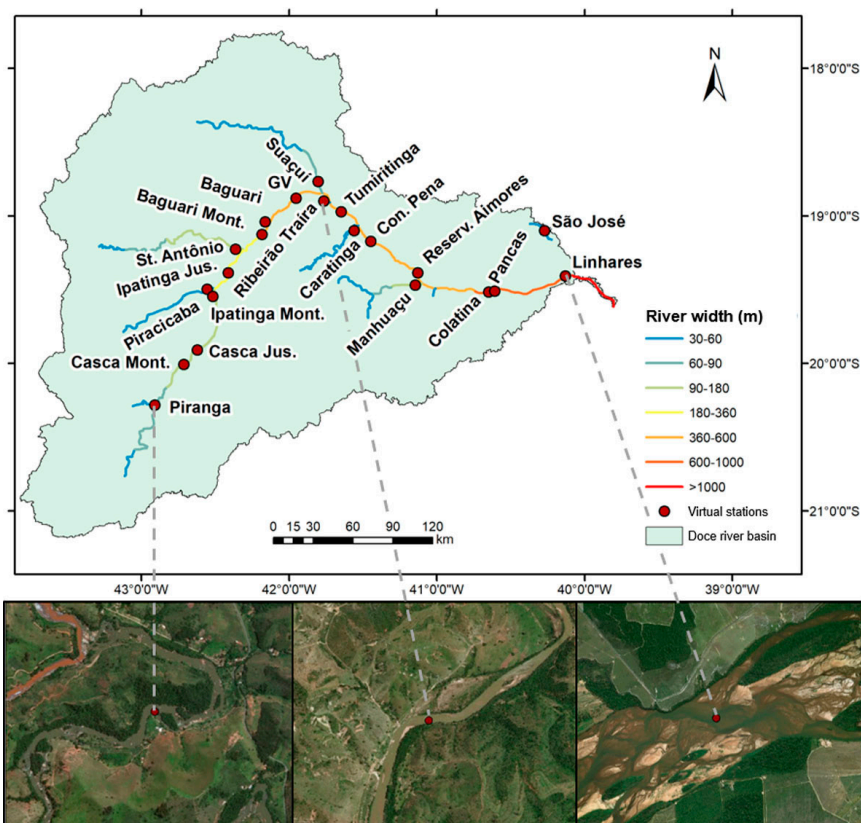 18°0'0"S
19°0'0"S
20°0'0"S
21°0'0"S
N
Suaçuí
GV
Baguari
Baguari Mont.
Tumiritinga
Con. Pena
Reserv. Aimores
São José
St. Antônio
Ipatinga Jus.
Ribeirão Traíra
Caratinga
Pancas
Linhares
Piracicaba
Ipatinga Mont.
Manhuaçu
Colatina
Casca Mont.
Casca Jus.
Piranga
River width (m)
30-60
60-90
90-180
180-360
360-600
600-1000
>1000
Virtual stations
Doce river basin
0 15 30 60 90 120
km
43°0'0"W 42°0'0"W 41°0'0"W 40°0'0"W 39°0'0"W